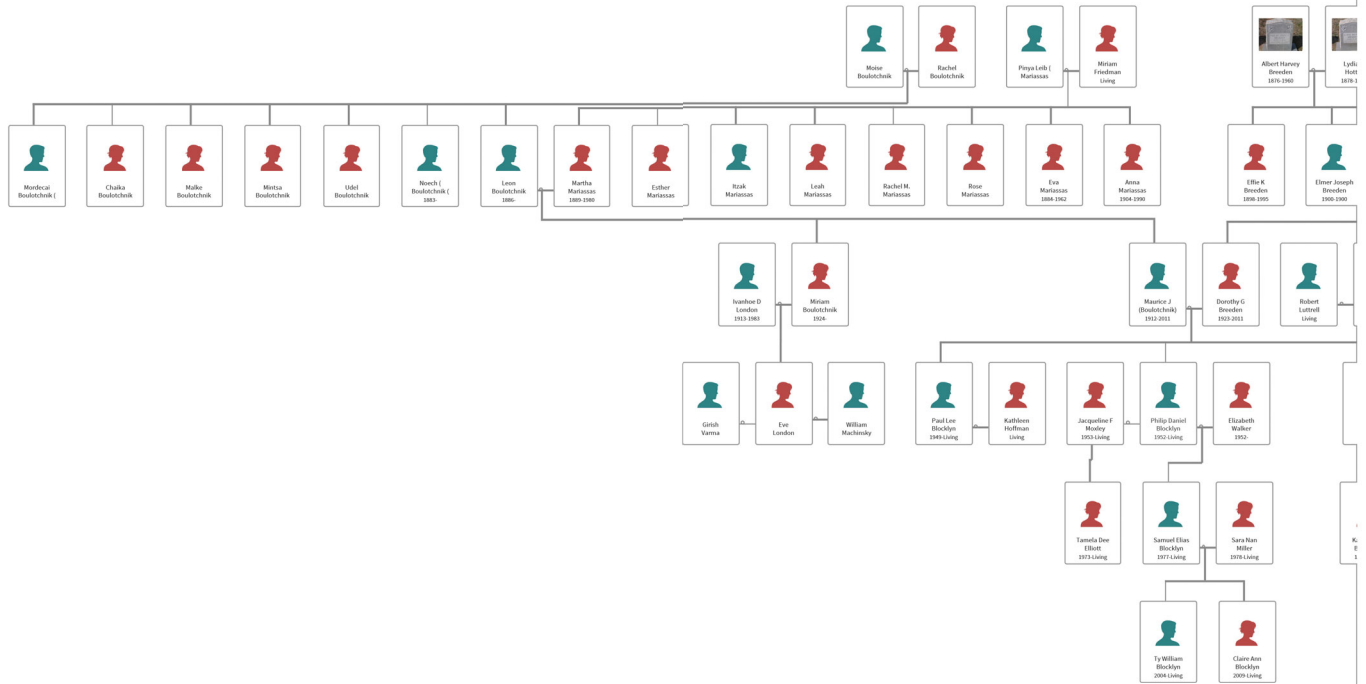 Moise
Boulotchnik
Rachel
Boulotchnik
Pinya Leib (
Mariassas
Miriam
Friedman
Living
Albert Harvey
Breeden
1876-1960
Mordecai
Boulotchnik (
Chaika
Boulotchnik
Malke
Boulotchnik
Mintsa
Boulotchnik
Udel
Boulotchnik
Noech (
Boulotchnik (
1883-
Leon
Boulotchnik
1886-
Martha
Mariassas
1889-1980
Esther
Mariassas
Itzak
Mariassas
Leah
Mariassas
Rachel M.
Mariassas
Rose
Mariassas
Eva
Mariassas
1884-1962
Anna
Mariassas
1904-1990
Effie K
Breeden
1898-1995
Elmer Joseph
Breeden
1900-1900
Ivanhoe D
London
1913-1983
Miriam
Boulotchnik
1924-
Maurice J
(Boulotchnik)
1912-2011
Dorothy G
Breeden
1923-2011
Robert
Luttrell
Living
Girish
Varma
Eve
London
William
Machinsky
Paul Lee
Blocklyn
1949-Living
Kathleen
Hoffman
Living
Jacqueline F
Moxley
1953-Living
Philip Daniel
Blocklyn
1952-Living
Elizabeth
Walker
1952-
Tamela Dee
Elliott
1973-Living
Samuel Elias
Blocklyn
1977-Living
Sara Nan
Miller
1978-Living
Ty William
Blocklyn
2004-Living
Claire Ann
Blocklyn
2009-Living